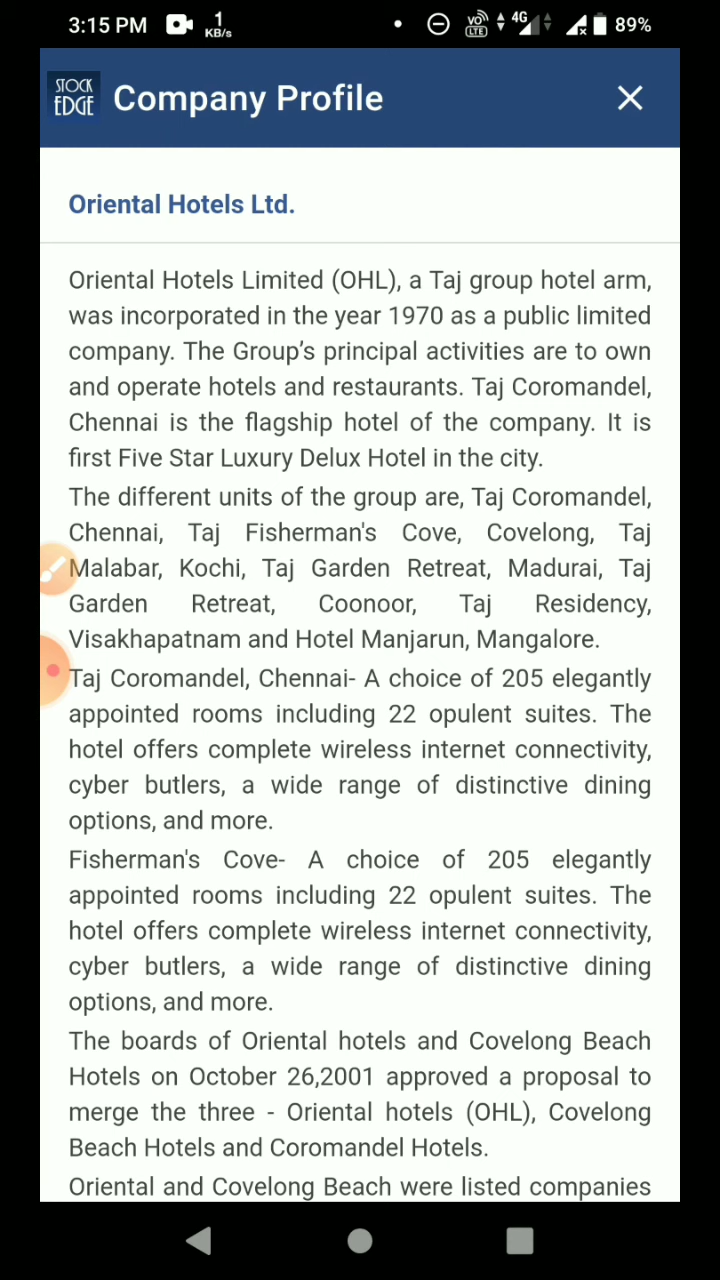 3:15 PM 1 KB/s VO LTE 4G 89%
STOCK EDGE Company Profile
Oriental Hotels Ltd.
Oriental Hotels Limited (OHL), a Taj group hotel arm,
was incorporated in the year 1970 as a public limited
company. The Group’s principal activities are to own
and operate hotels and restaurants. Taj Coromandel,
Chennai is the flagship hotel of the company. It is
first Five Star Luxury Delux Hotel in the city.
The different units of the group are, Taj Coromandel,
Chennai, Taj Fisherman's Cove, Covelong, Taj
Malabar, Kochi, Taj Garden Retreat, Madurai, Taj
Garden Retreat, Coonoor, Taj Residency,
Visakhapatnam and Hotel Manjarun, Mangalore.
Taj Coromandel, Chennai- A choice of 205 elegantly
appointed rooms including 22 opulent suites. The
hotel offers complete wireless internet connectivity,
cyber butlers, a wide range of distinctive dining
options, and more.
Fisherman's Cove- A choice of 205 elegantly
appointed rooms including 22 opulent suites. The
hotel offers complete wireless internet connectivity,
cyber butlers, a wide range of distinctive dining
options, and more.
The boards of Oriental hotels and Covelong Beach
Hotels on October 26,2001 approved a proposal to
merge the three - Oriental hotels (OHL), Covelong
Beach Hotels and Coromandel Hotels.
Oriental and Covelong Beach were listed companies